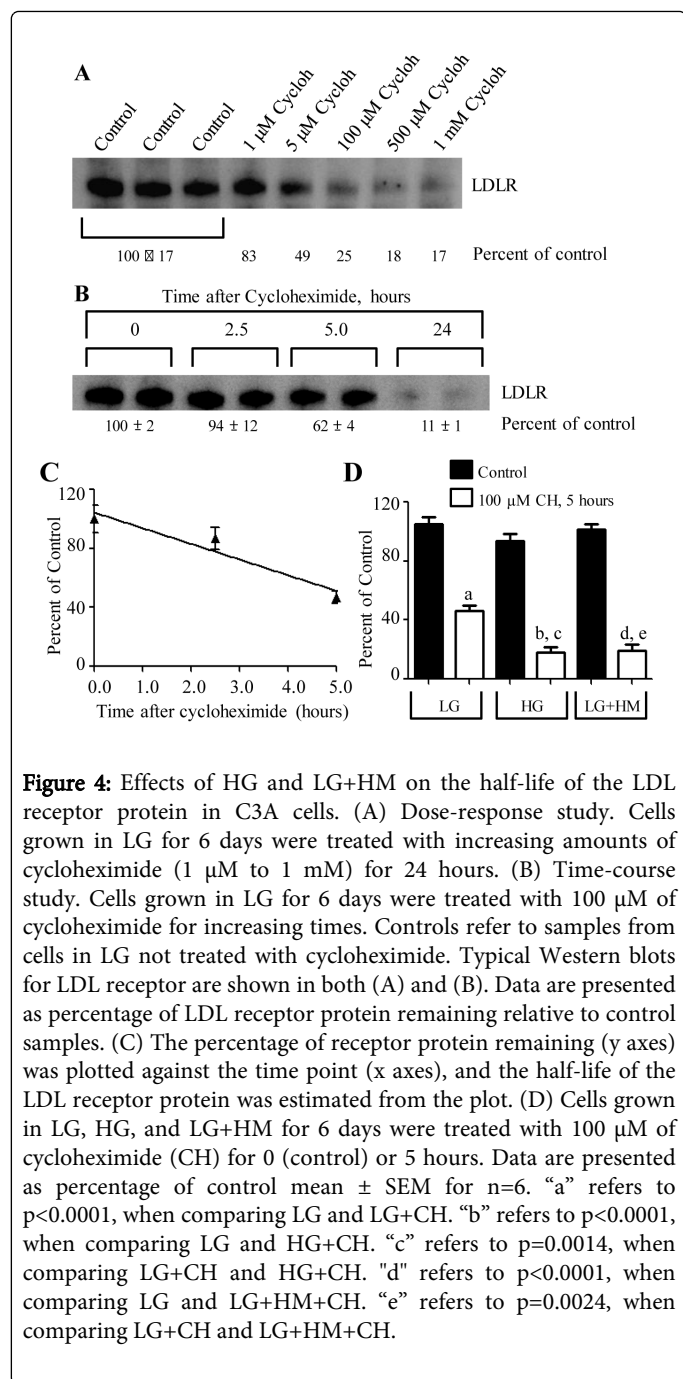 A
Control
Control
Control
1 µM Cycloh
5 µM Cycloh
100 µM Cycloh
500 µM Cycloh
1 mM Cycloh
LDLR
100 � 17 83 49 25 18 17 Percent of control
B
Time after Cycloheximide, hours
0 2.5 5.0 24
LDLR
100 ± 2 94 ± 12 62 ± 4 11 ± 1 Percent of control
C
Percent of Control
120
80
40
0
0.0 1.0 2.0 3.0 4.0 5.0
Time after cycloheximide (hours)
D
Control
100 µM CH, 5 hours
Percent of Control
120
80
40
0
a
b, c
d, e
LG HG LG+HM
Figure 4: Effects of HG and LG+HM on the half-life of the LDL
receptor protein in C3A cells. (A) Dose-response study. Cells
grown in LG for 6 days were treated with increasing amounts of
cycloheximide (1 µM to 1 mM) for 24 hours. (B) Time-course
study. Cells grown in LG for 6 days were treated with 100 µM of
cycloheximide for increasing times. Controls refer to samples from
cells in LG not treated with cycloheximide. Typical Western blots
for LDL receptor are shown in both (A) and (B). Data are presented
as percentage of LDL receptor protein remaining relative to control
samples. (C) The percentage of receptor protein remaining (y axes)
was plotted against the time point (x axes), and the half-life of the
LDL receptor protein was estimated from the plot. (D) Cells grown
in LG, HG, and LG+HM for 6 days were treated with 100 µM of
cycloheximide (CH) for 0 (control) or 5 hours. Data are presented
as percentage of control mean ± SEM for n=6. “a” refers to
p<0.0001, when comparing LG and LG+CH. “b” refers to p<0.0001,
when comparing LG and HG+CH. “c” refers to p=0.0014, when
comparing LG+CH and HG+CH. "d" refers to p<0.0001, when
comparing LG and LG+HM+CH. “e” refers to p=0.0024, when
comparing LG+CH and LG+HM+CH.